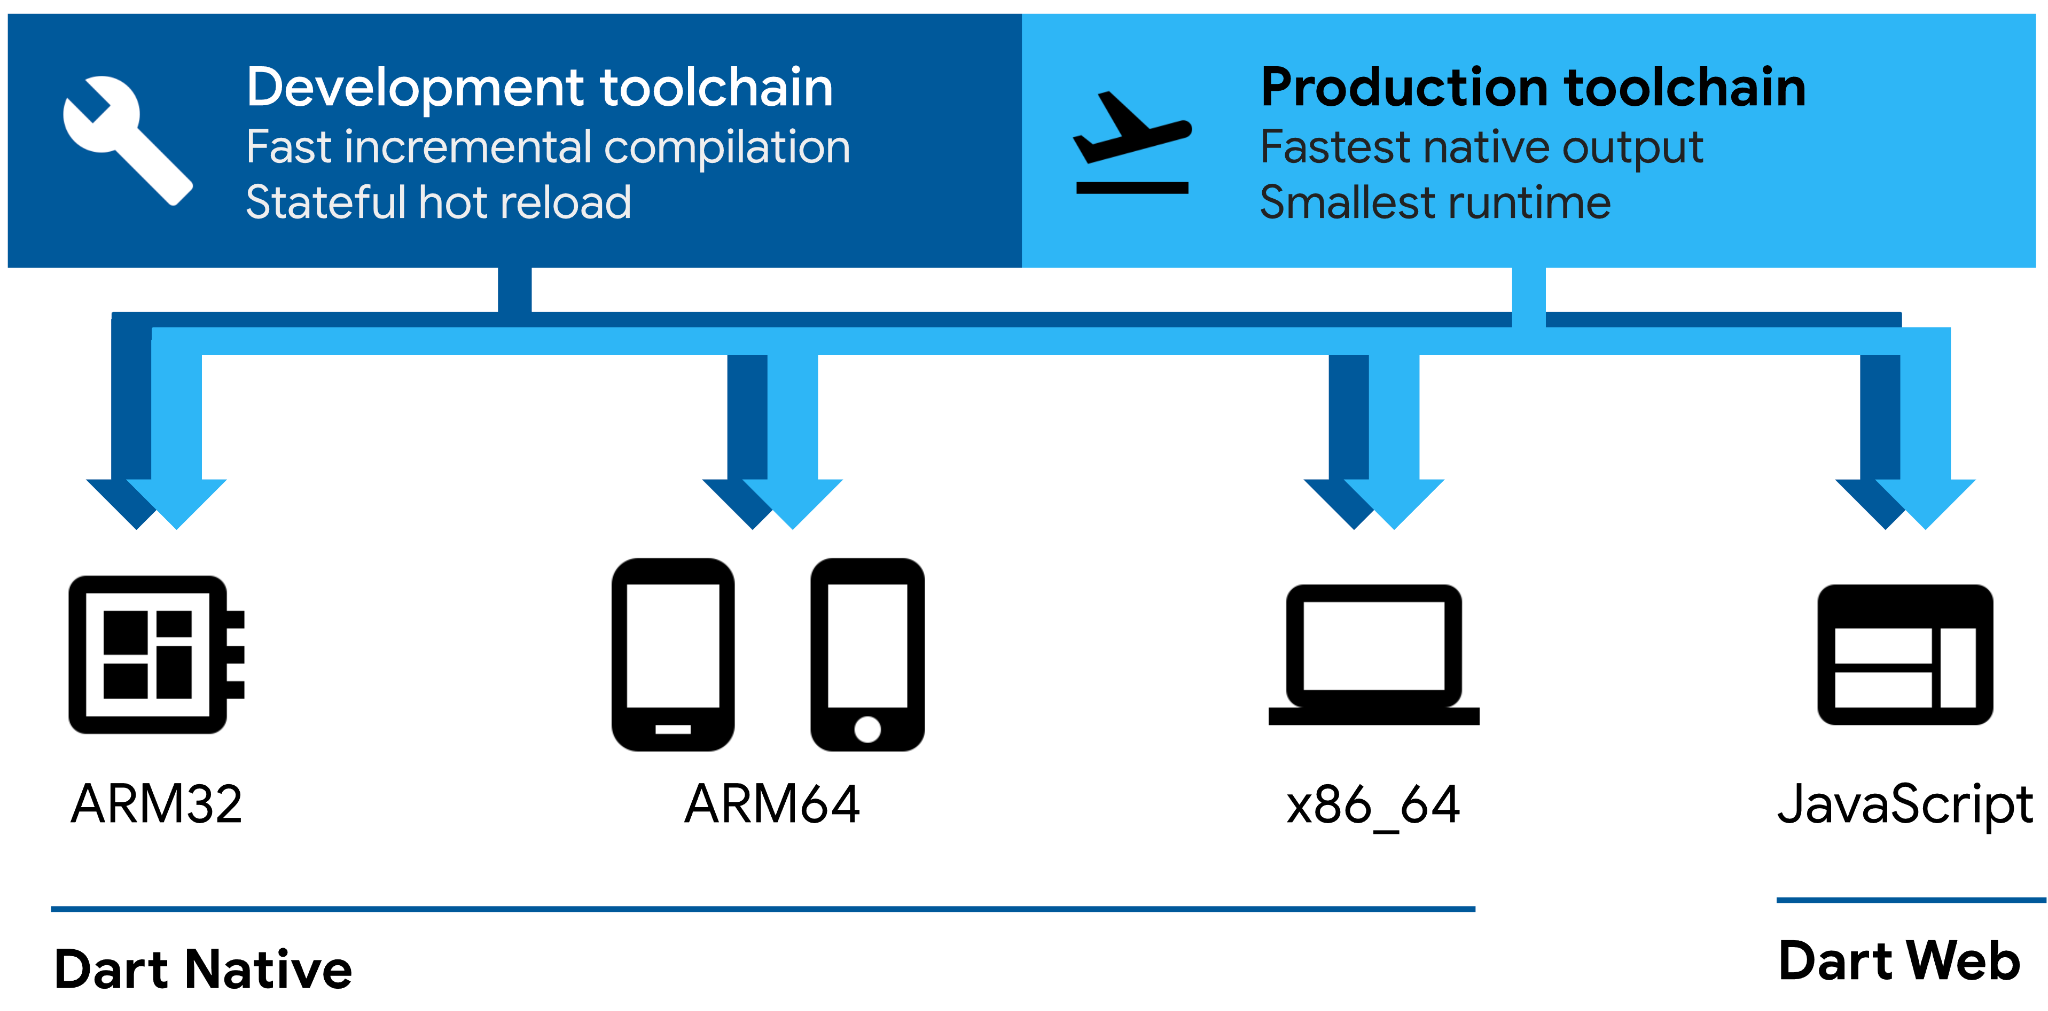 Development toolchain
Fast incremental compilation
Stateful hot reload
Production toolchain
Fastest native output
Smallest runtime
ARM32
ARM64
x86_64
JavaScript
Dart Native
Dart Web